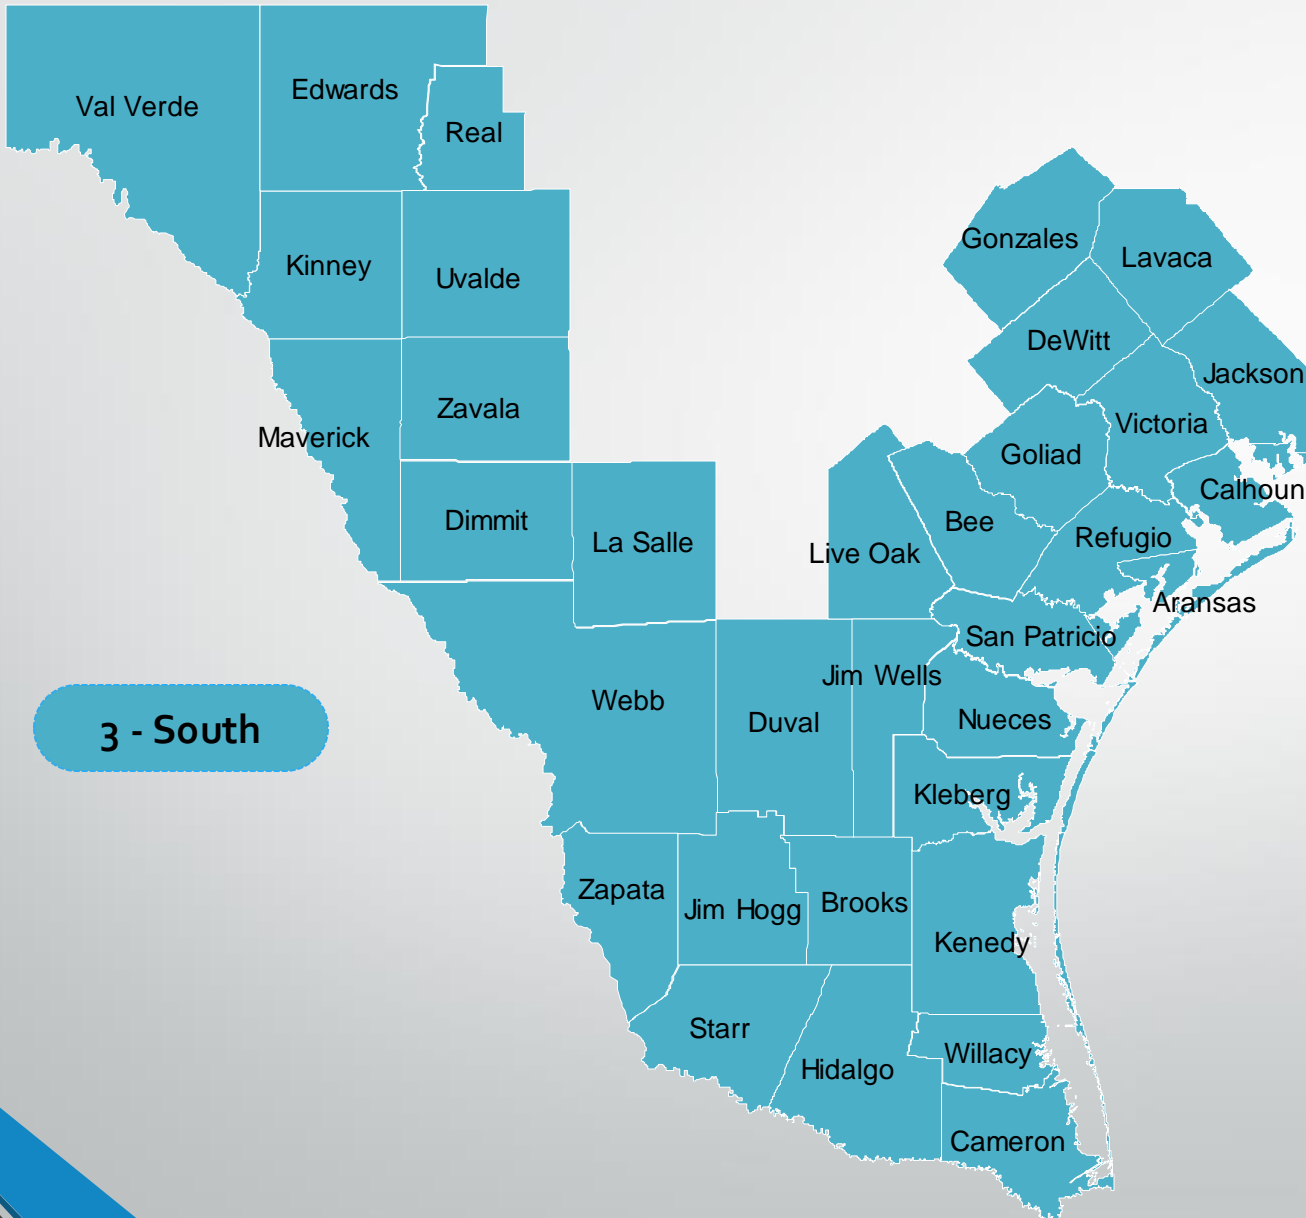 Edwards
Val Verde
Real
Gonzales
Lavaca
Kinney
Uvalde
DeWitt
Jackson
Zavala
Victoria
Maverick
Goliad
Calhoun
Dimmit
Bee
La Salle
Refugio
Live Oak
Aransas
San Patricio
Jim Wells
Webb
Duval
Nueces
3 - South
Kleberg
Zapata
Jim Hogg
Brooks
Kenedy
Starr
Willacy
Hidalgo
Cameron